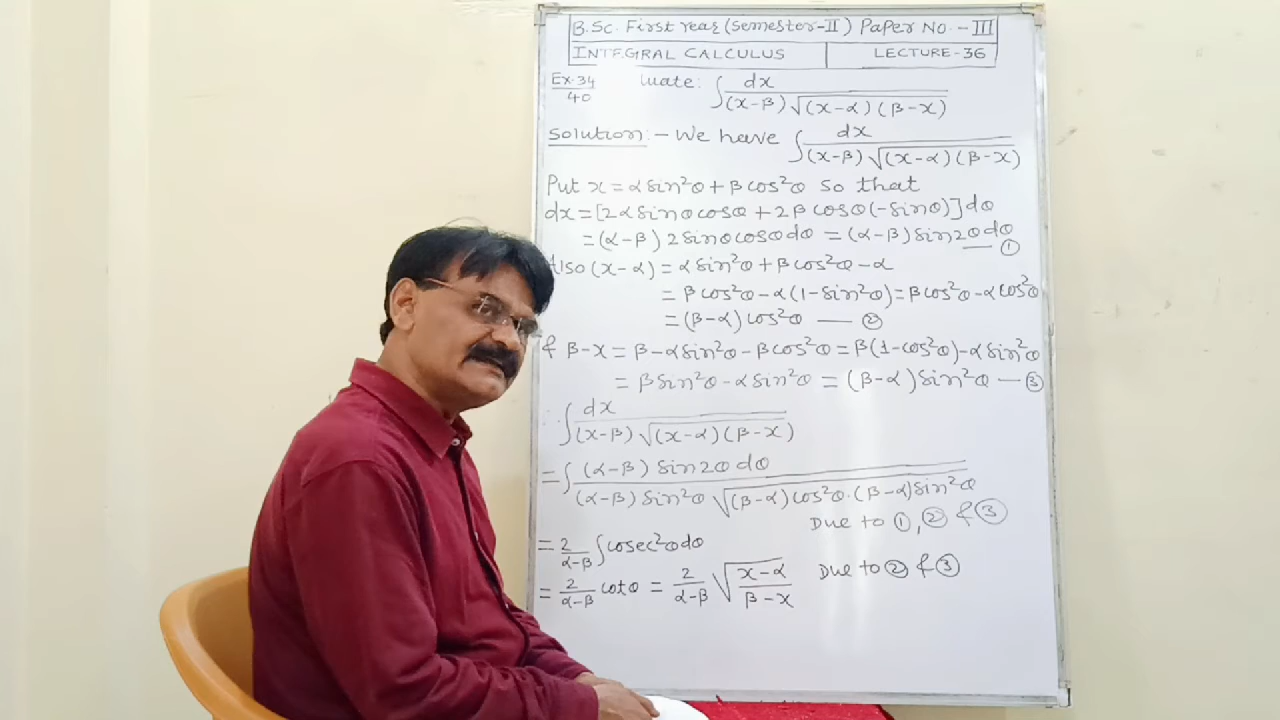 B.Sc. First Year (Semester-II) Paper No. - III
INTEGRAL CALCULUS LECTURE-36
Ex.34/40 luate: ∫ dx / (x-β)√(x-α)(β-x)
Solution:- We have ∫ dx / (x-β)√(x-α)(β-x)
Put x = α sin²θ + β cos²θ so that
dx = [2α sinθ cosθ + 2β cosθ(-sinθ)] dθ
= (α-β) 2 sinθ cosθ dθ = (α-β) sin2θ dθ — ①
Also (x-α) = α sin²θ + β cos²θ - α
= β cos²θ - α(1-sin²θ) = β cos²θ - α cos²θ
= (β-α) cos²θ — ②
& β-x = β - α sin²θ - β cos²θ = β(1-cos²θ) - α sin²θ
= β sin²θ - α sin²θ = (β-α) sin²θ — ③
∴ ∫ dx / (x-β)√(x-α)(β-x)
= ∫ (α-β) sin2θ dθ / (α-β) sin²θ √(β-α)cos²θ.(β-α)sin²θ
Due to ①, ② & ③
= 2/α-β ∫ cosec²θ dθ
= 2/α-β cotθ = 2/α-β √x-α/β-x Due to ② & ③